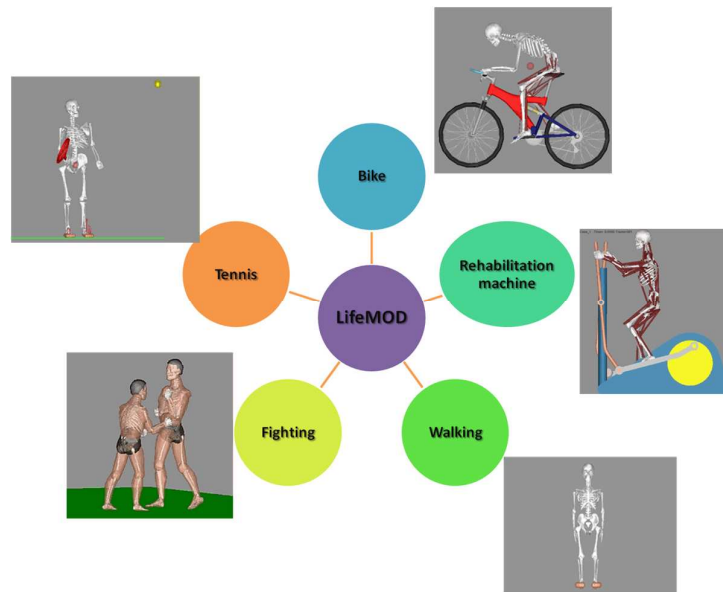 Bike
Tennis
Rehabilitation
machine
LifeMOD
Fighting
Walking